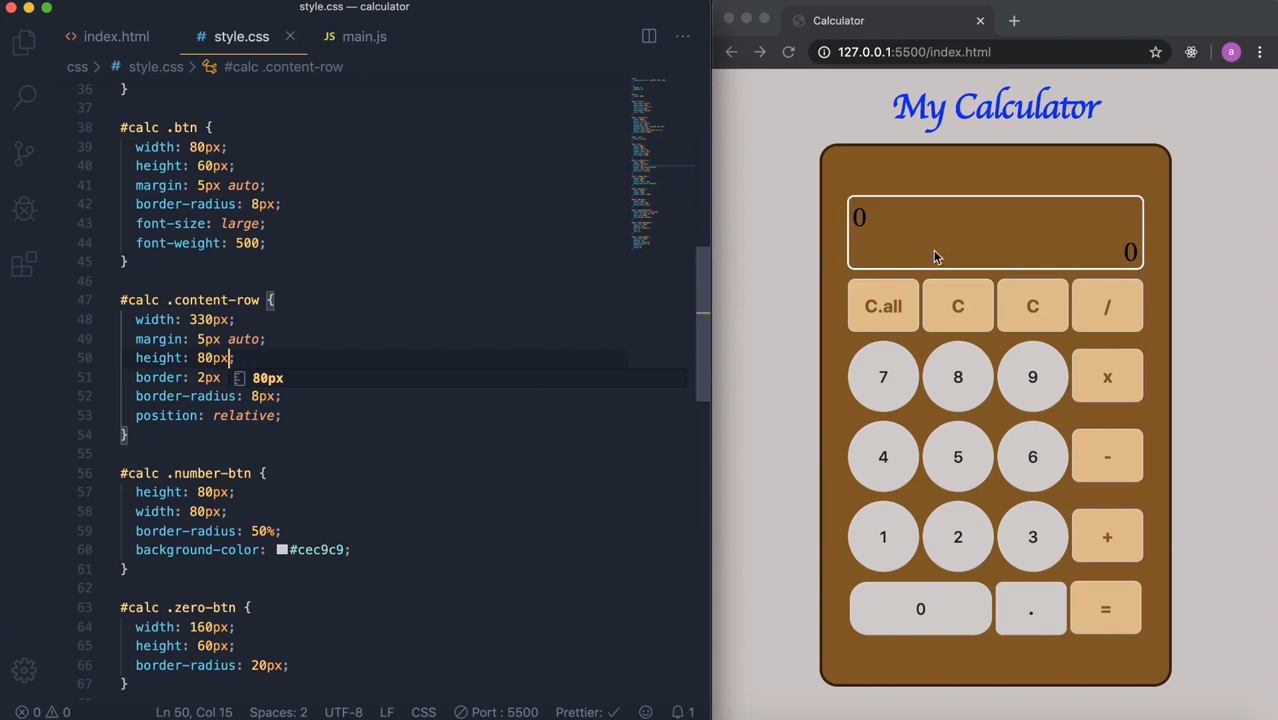 style.css — calculator
index.html
style.css
main.js
css
style.css
#calc .content-row
36 }
37
38 #calc .btn {
39 width: 80px;
40 height: 60px;
41 margin: 5px auto;
42 border-radius: 8px;
43 font-size: large;
44 font-weight: 500;
45 }
46
47 #calc .content-row {
48 width: 330px;
49 margin: 5px auto;
50 height: 80px;
51 border: 2px
80px
52 border-radius: 8px;
53 position: relative;
54 }
55
56 #calc .number-btn {
57 height: 80px;
58 width: 80px;
59 border-radius: 50%;
60 background-color: #cec9c9;
61 }
62
63 #calc .zero-btn {
64 width: 160px;
65 height: 60px;
66 border-radius: 20px;
67 }
0 0
Ln 50, Col 15
Spaces: 2
UTF-8
LF
CSS
Port : 5500
Prettier: ✓
1
Calculator
127.0.0.1:5500/index.html
a
My Calculator
0
0
C.all C C /
7 8 9 x
4 5 6 -
1 2 3 +
0 . =